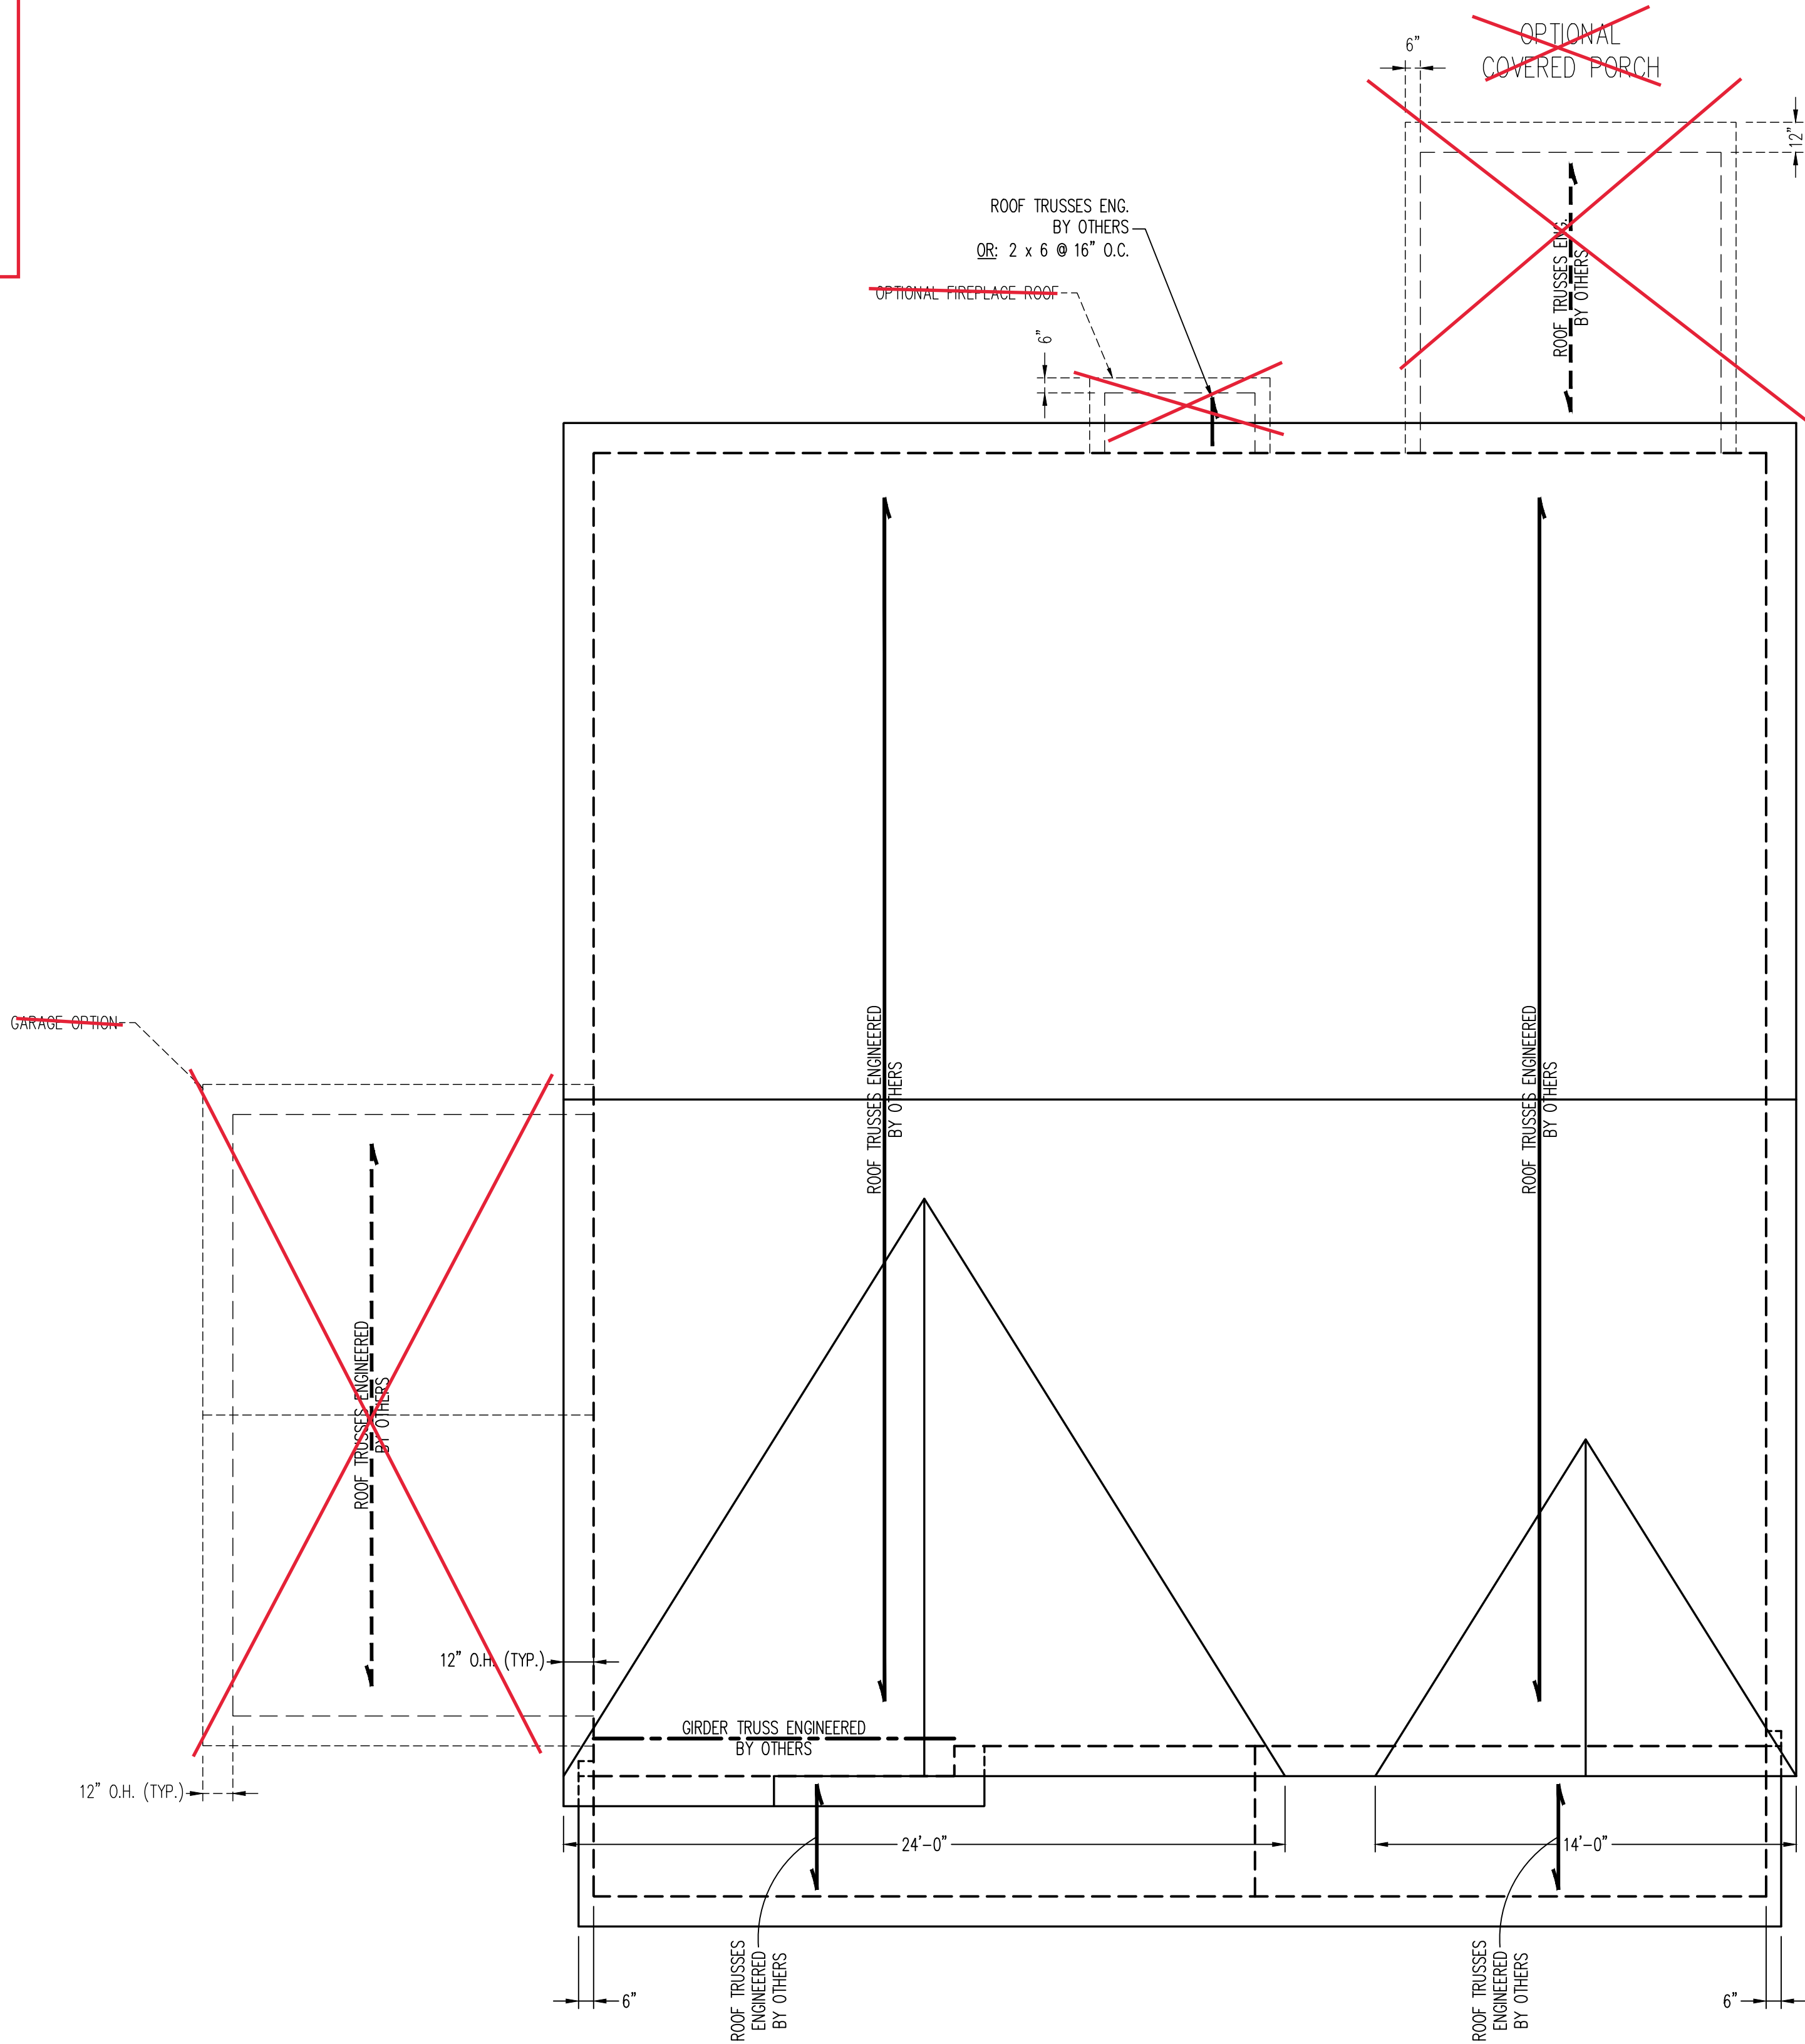 OPTIONAL
COVERED PORCH
6"
12"
ROOF TRUSSES ENG.
BY OTHERS
ROOF TRUSSES ENG.
BY OTHERS
OR: 2 x 6 @ 16" O.C.
OPTIONAL FIREPLACE ROOF
6"
GARAGE OPTION
ROOF TRUSSES ENGINEERED
BY OTHERS
ROOF TRUSSES ENGINEERED
BY OTHERS
ROOF TRUSSES ENGINEERED
BY OTHERS
12" O.H. (TYP.)
GIRDER TRUSS ENGINEERED
BY OTHERS
12" O.H. (TYP.)
24'-0"
14'-0"
ROOF TRUSSES
ENGINEERED
BY OTHERS
ROOF TRUSSES
ENGINEERED
BY OTHERS
6"
6"